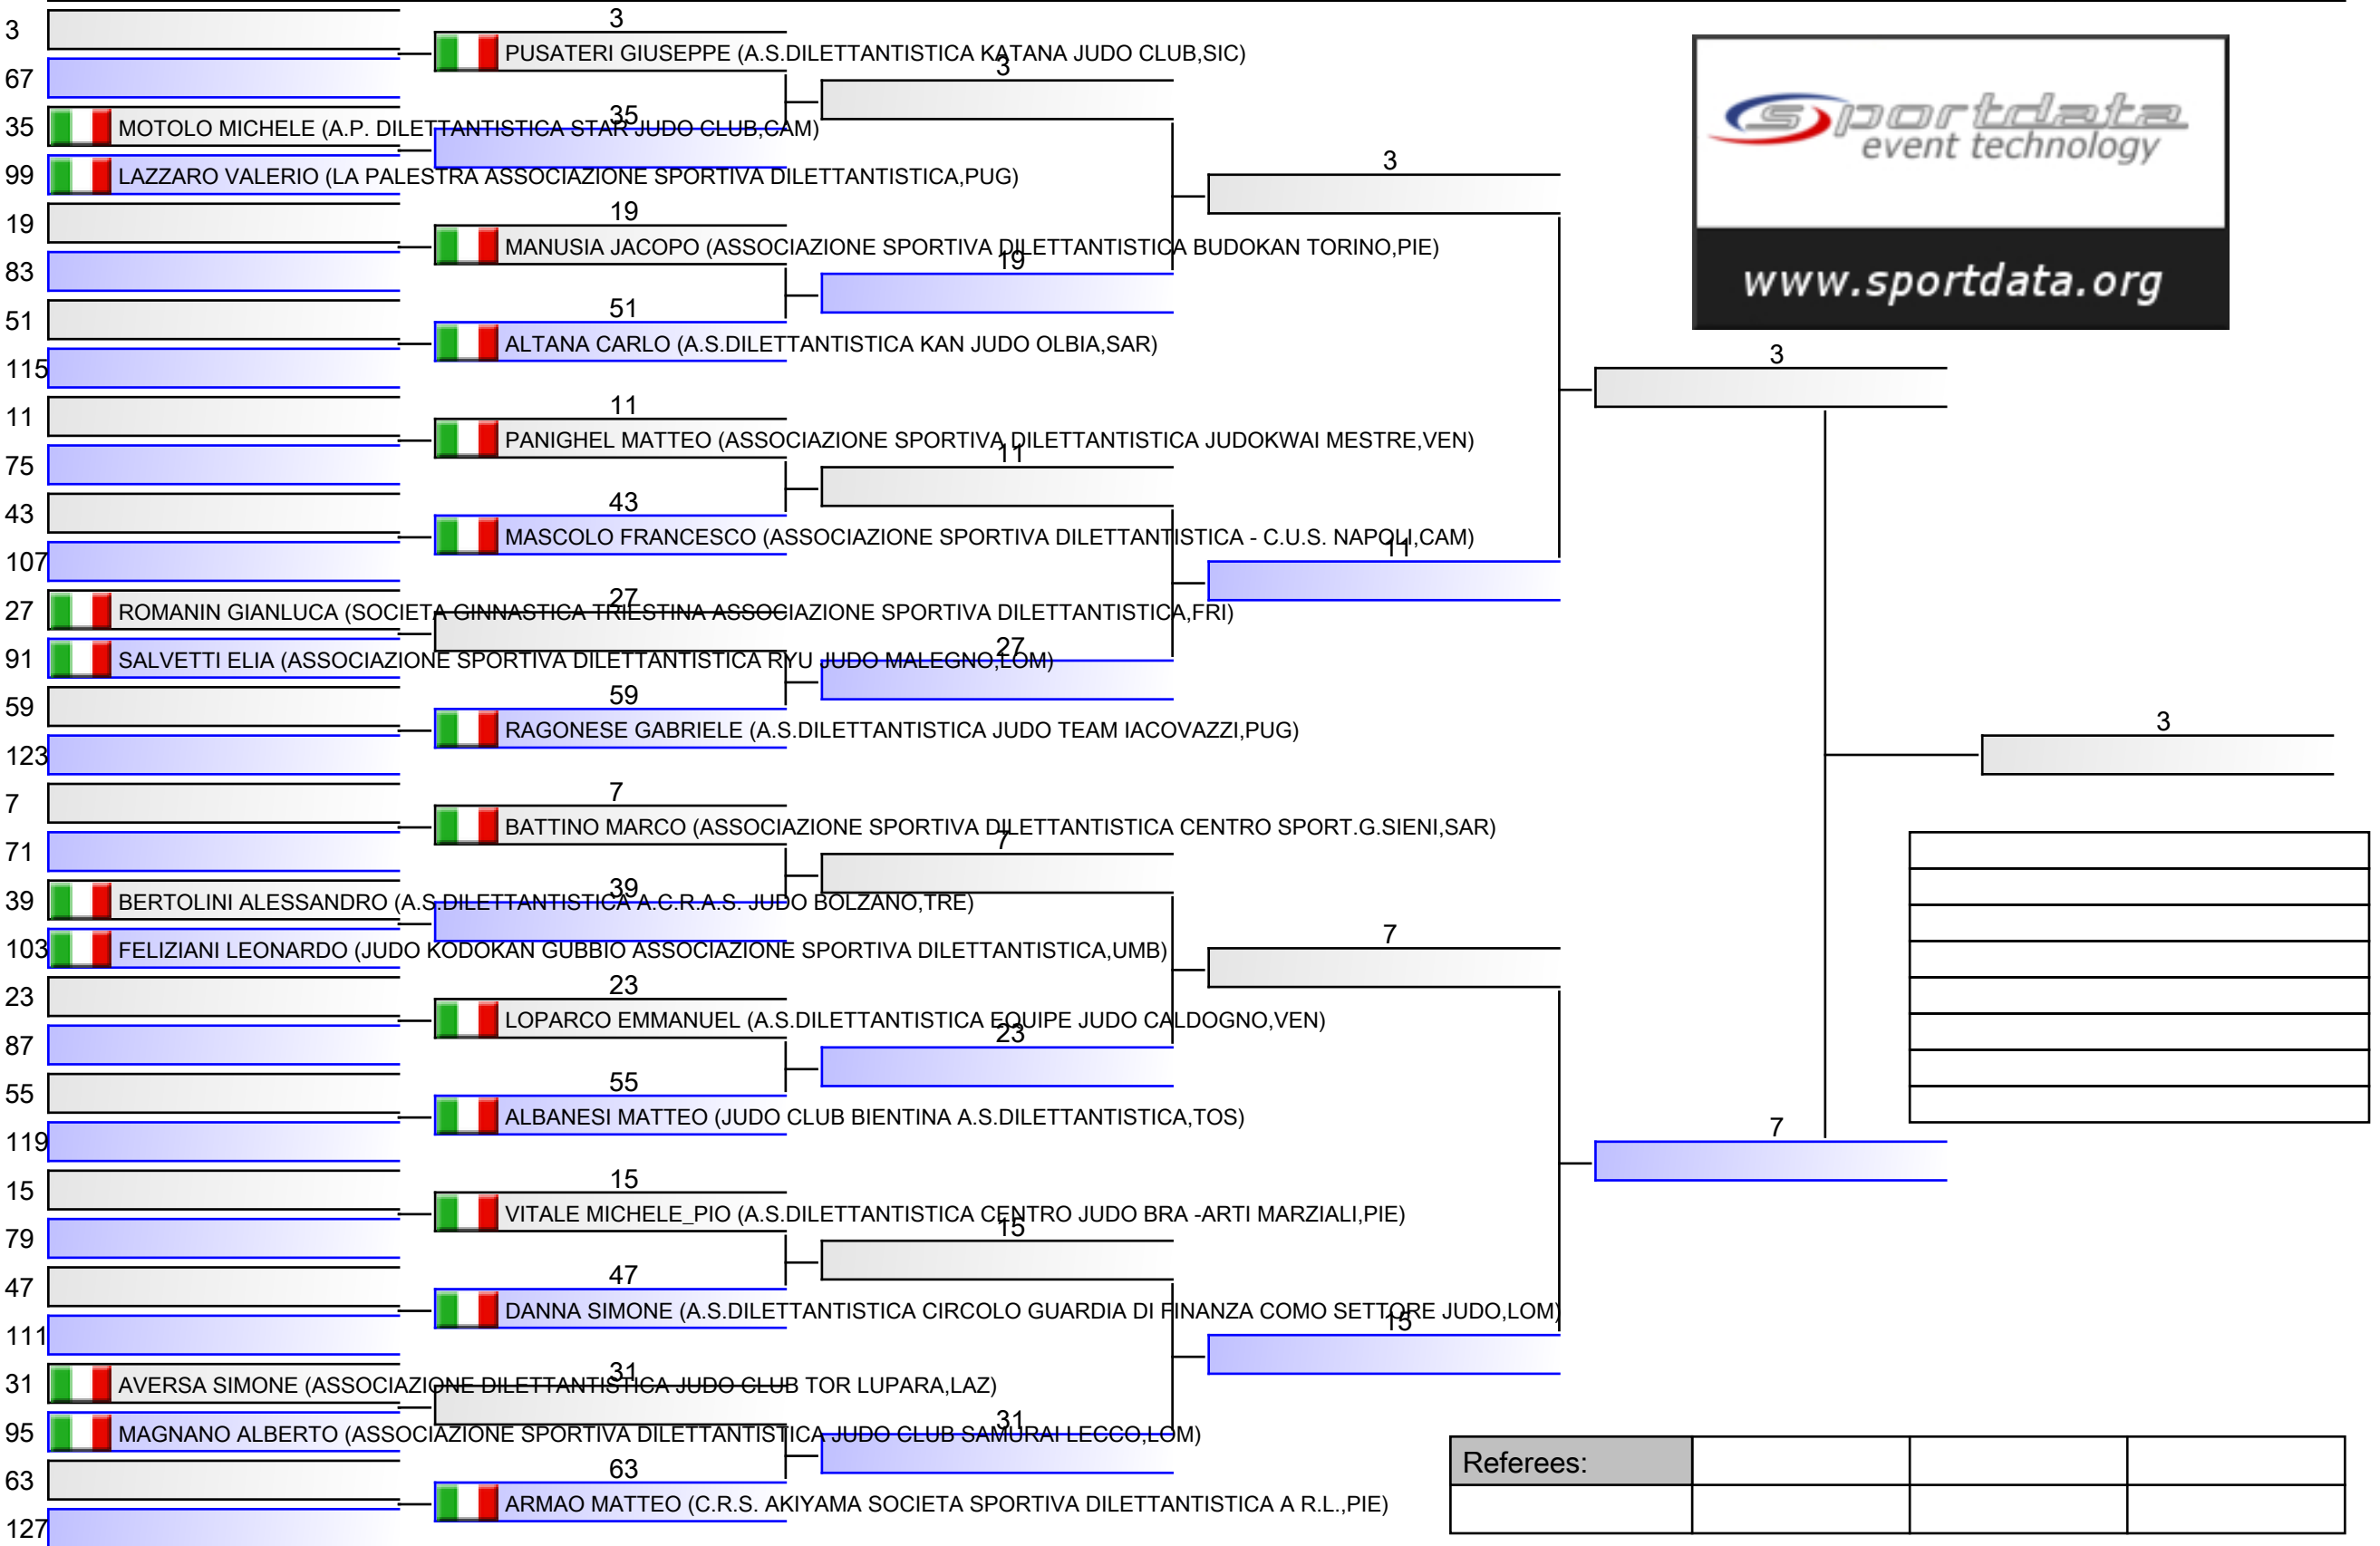 3
3
PUSATERI GIUSEPPE (A.S.DILETTANTISTICA KATANA JUDO CLUB,SIC)
3
67
35
35
MOTOLO MICHELE (A.P. DILETTANTISTICA STAR JUDO CLUB,CAM)
99
LAZZARO VALERIO (LA PALESTRA ASSOCIAZIONE SPORTIVA DILETTANTISTICA,PUG)
3
19
19
MANUSIA JACOPO (ASSOCIAZIONE SPORTIVA DILETTANTISTICA BUDOKAN TORINO,PIE)
19
83
51
51
ALTANA CARLO (A.S.DILETTANTISTICA KAN JUDO OLBIA,SAR)
3
115
11
11
PANIGHEL MATTEO (ASSOCIAZIONE SPORTIVA DILETTANTISTICA JUDOKWAI MESTRE,VEN)
11
75
43
43
MASCOLO FRANCESCO (ASSOCIAZIONE SPORTIVA DILETTANTISTICA - C.U.S. NAPOLI,CAM)
11
107
27
27
ROMANIN GIANLUCA (SOCIETA GINNASTICA TRIESTINA ASSOCIAZIONE SPORTIVA DILETTANTISTICA,FRI)
27
91
SALVETTI ELIA (ASSOCIAZIONE SPORTIVA DILETTANTISTICA RYU JUDO MALEGNO,LOM)
59
59
RAGONESE GABRIELE (A.S.DILETTANTISTICA JUDO TEAM IACOVAZZI,PUG)
3
123
7
7
BATTINO MARCO (ASSOCIAZIONE SPORTIVA DILETTANTISTICA CENTRO SPORT.G.SIENI,SAR)
7
71
39
39
BERTOLINI ALESSANDRO (A.S.DILETTANTISTICA A.C.R.A.S. JUDO BOLZANO,TRE)
103
FELIZIANI LEONARDO (JUDO KODOKAN GUBBIO ASSOCIAZIONE SPORTIVA DILETTANTISTICA,UMB)
7
23
23
LOPARCO EMMANUEL (A.S.DILETTANTISTICA EQUIPE JUDO CALDOGNO,VEN)
23
87
55
55
ALBANESI MATTEO (JUDO CLUB BIENTINA A.S.DILETTANTISTICA,TOS)
7
119
15
15
VITALE MICHELE_PIO (A.S.DILETTANTISTICA CENTRO JUDO BRA -ARTI MARZIALI,PIE)
15
79
47
47
DANNA SIMONE (A.S.DILETTANTISTICA CIRCOLO GUARDIA DI FINANZA COMO SETTORE JUDO,LOM)
15
111
31
31
AVERSA SIMONE (ASSOCIAZIONE DILETTANTISTICA JUDO CLUB TOR LUPARA,LAZ)
31
95
MAGNANO ALBERTO (ASSOCIAZIONE SPORTIVA DILETTANTISTICA JUDO CLUB SAMURAI LECCO,LOM)
63
63
ARMAO MATTEO (C.R.S. AKIYAMA SOCIETA SPORTIVA DILETTANTISTICA A R.L.,PIE)
127
sportdata
event technology
www.sportdata.org
Referees: